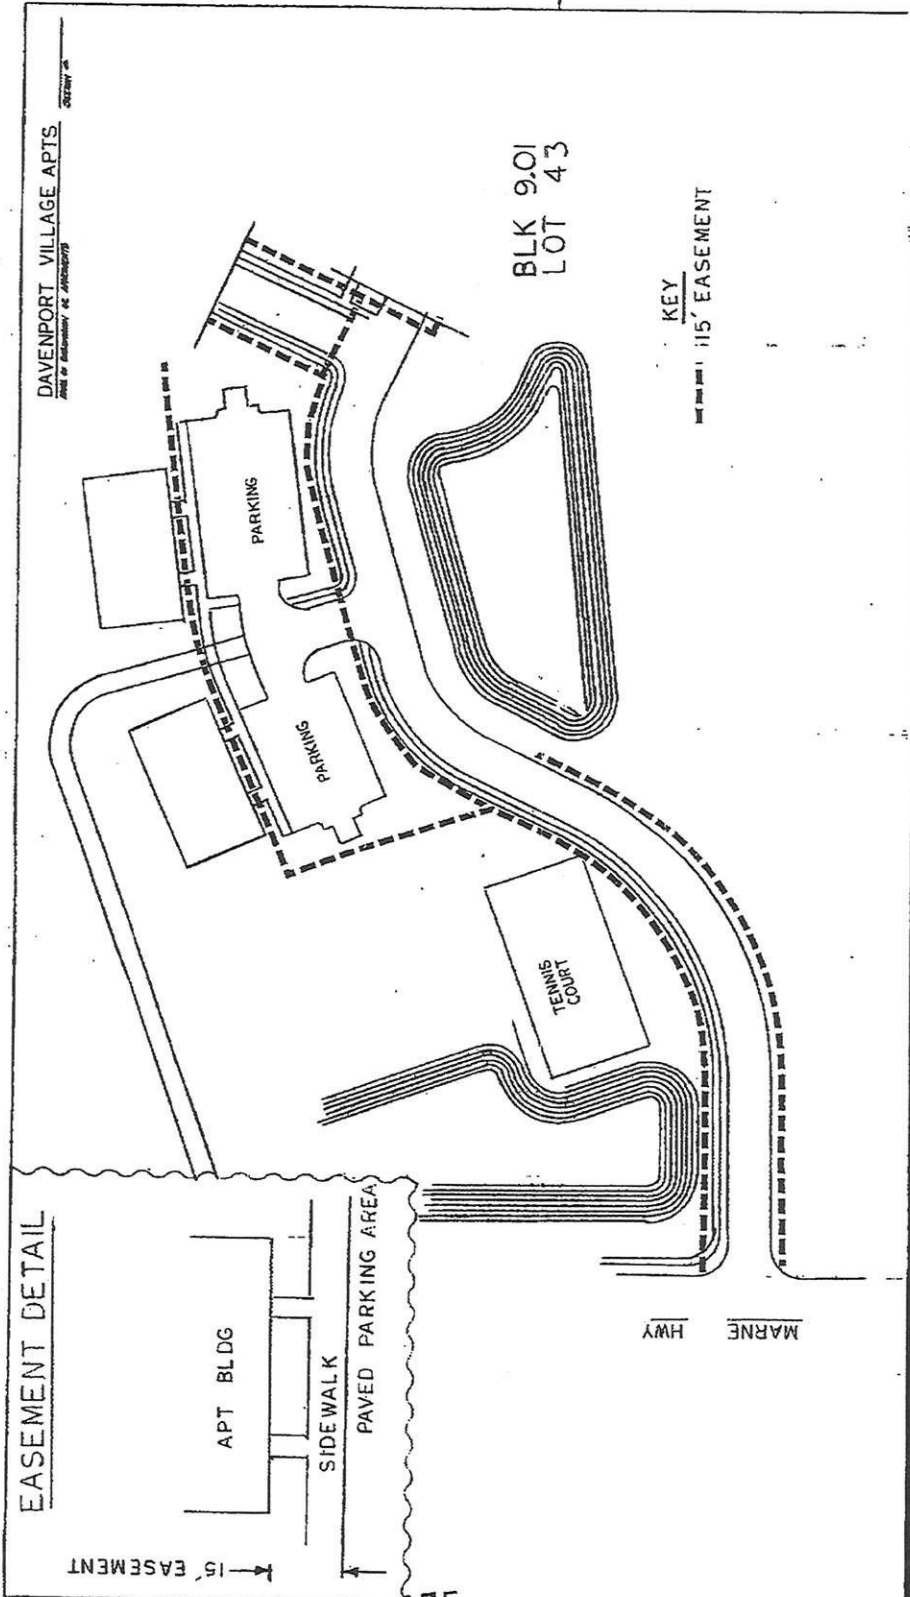 EASEMENT DETAIL
APT BLDG
SIDEWALK
PAVED PARKING AREA
15' EASEMENT
DAVENPORT VILLAGE APTS
PARKING
PARKING
TENNIS
COURT
BLK 9.01
LOT 43
KEY
15' EASEMENT
MARNE
HWY